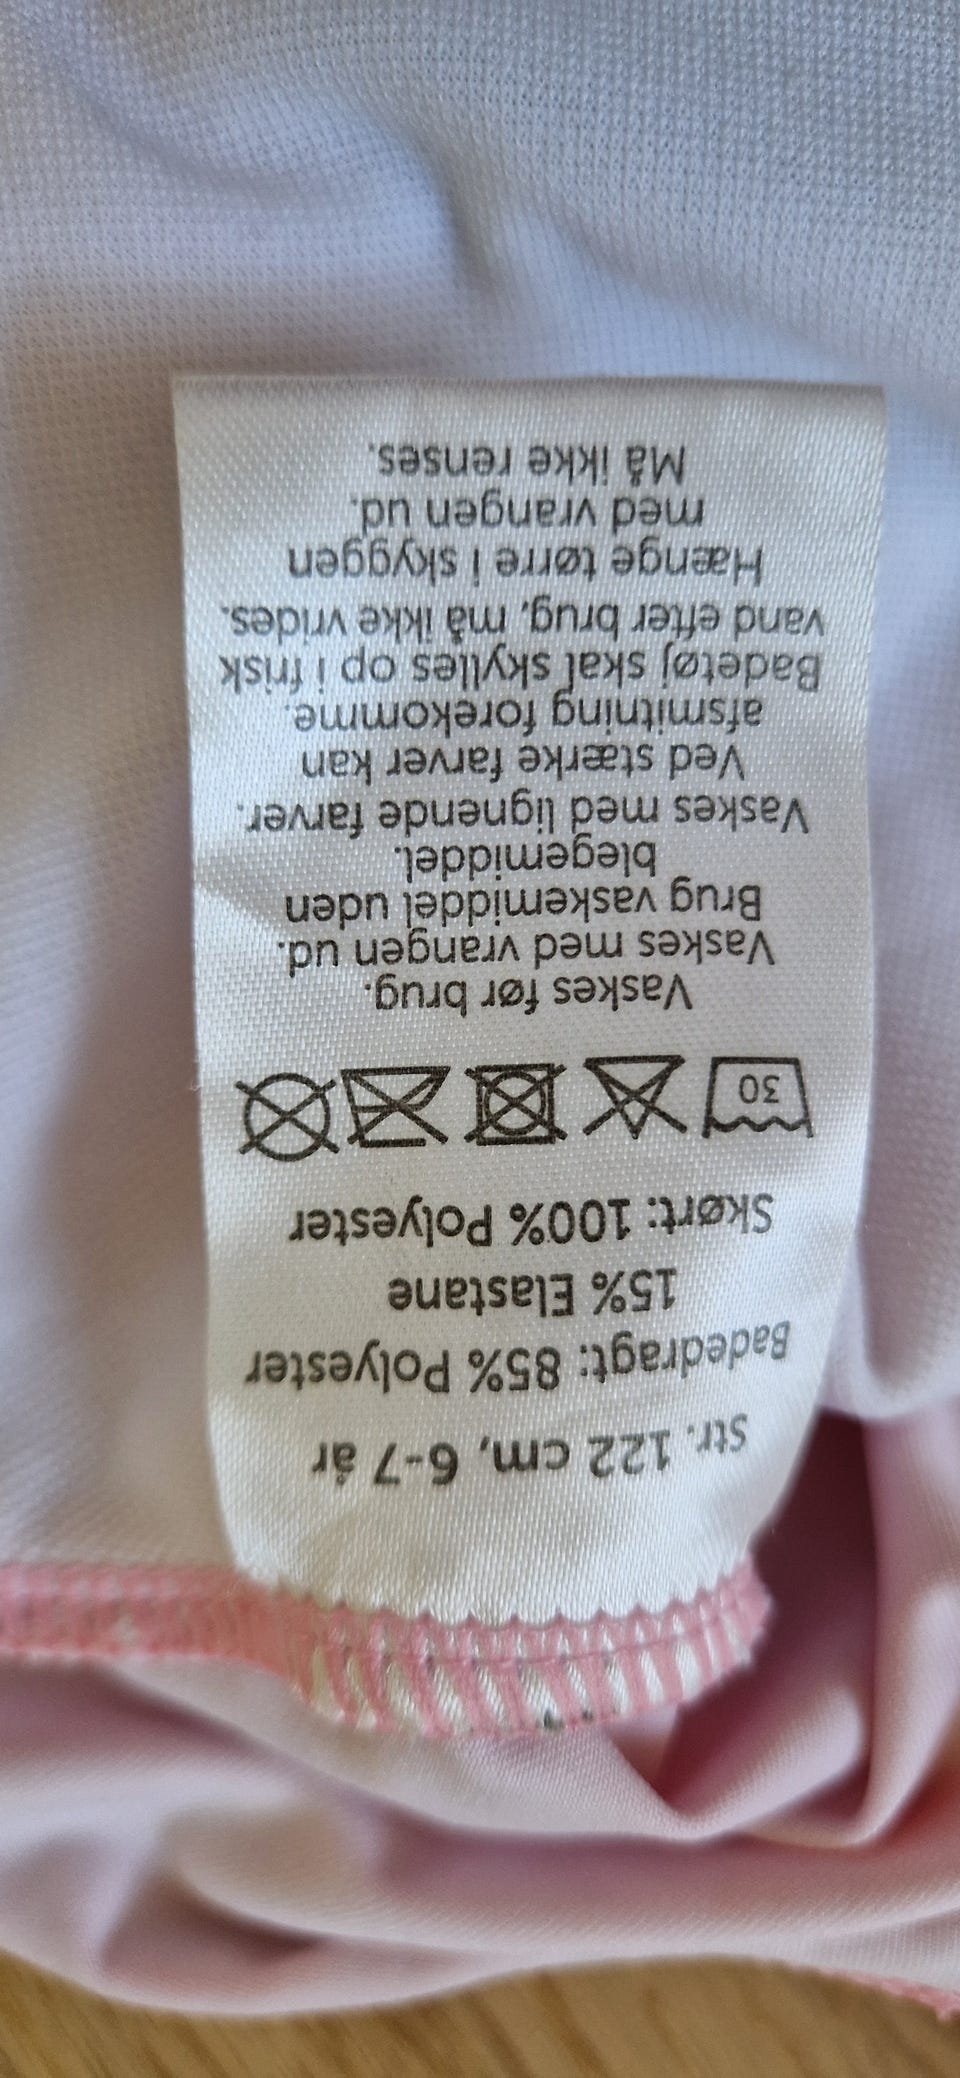 str. 122 cm, 6-7 år
Badedragt: 85% Polyester
15% Elastane
Skørt: 100% Polyester
30
Vaskes før brug.
Vaskes med vrangen ud.
Brug vaskemiddel uden
blegemiddel.
Vaskes med lignende farver.
Ved stærke farver kan
afsmitning forekomme.
Badetøj skal skylles op i frisk
vand efter brug, må ikke vrides.
Hænge tørre i skyggen
med vrangen ud.
Må ikke renses.